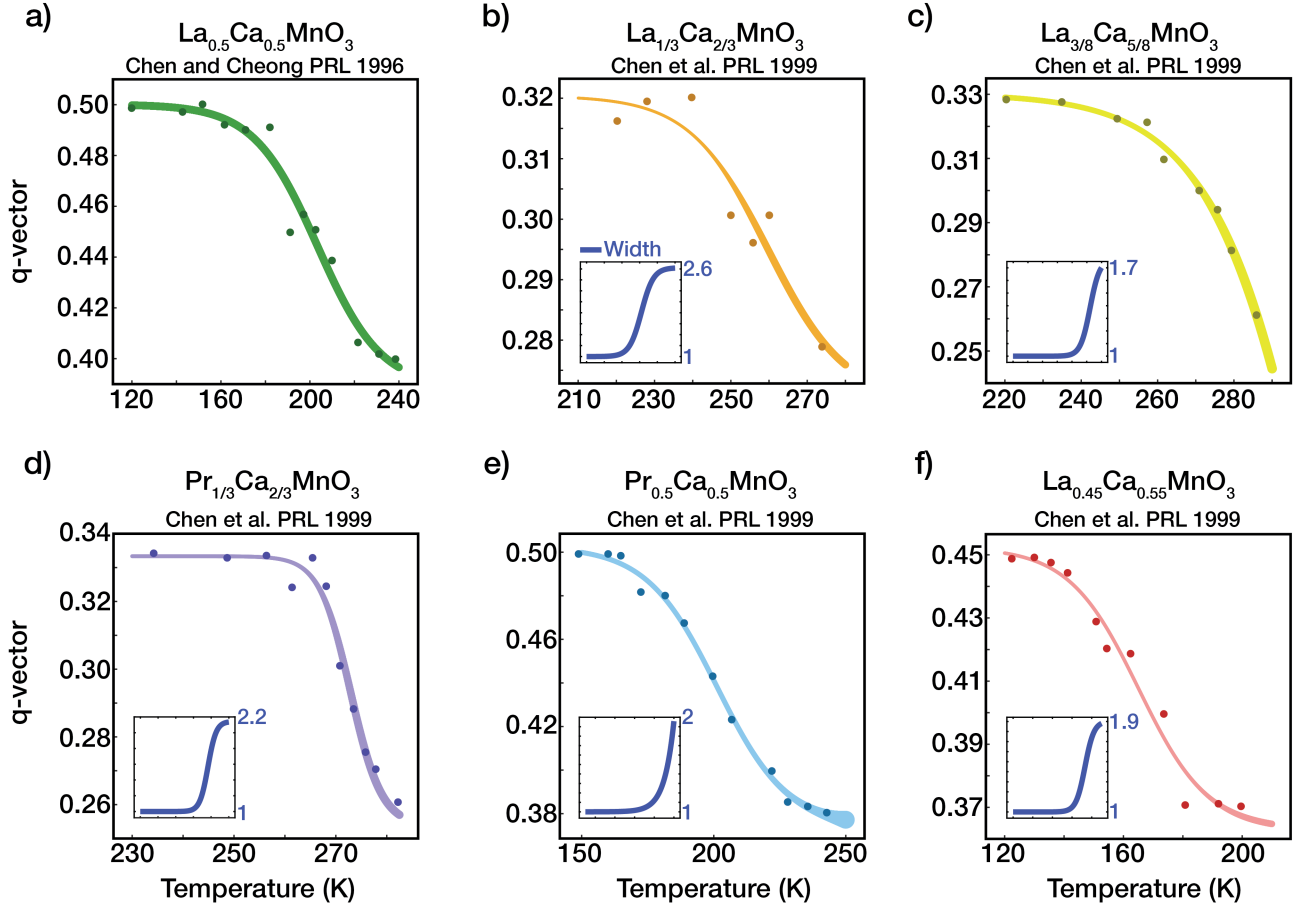 a)
La0.5Ca0.5MnO3
Chen and Cheong PRL 1996
0.50
0.48
0.46
0.44
0.42
0.40
q-vector
120
160
200
240
b)
La1/3Ca2/3MnO3
Chen et al. PRL 1999
0.32
0.31
0.30
0.29
0.28
Width
2.6
1
210
230
250
270
c)
La3/8Ca5/8MnO3
Chen et al. PRL 1999
0.33
0.31
0.29
0.27
0.25
1.7
1
220
240
260
280
d)
Pr1/3Ca2/3MnO3
Chen et al. PRL 1999
0.34
0.32
0.30
0.28
0.26
q-vector
2.2
1
230
250
270
Temperature (K)
e)
Pr0.5Ca0.5MnO3
Chen et al. PRL 1999
0.50
0.46
0.42
0.38
2
1
150
200
250
Temperature (K)
f)
La0.45Ca0.55MnO3
Chen et al. PRL 1999
0.45
0.43
0.41
0.39
0.37
1.9
1
120
160
200
Temperature (K)